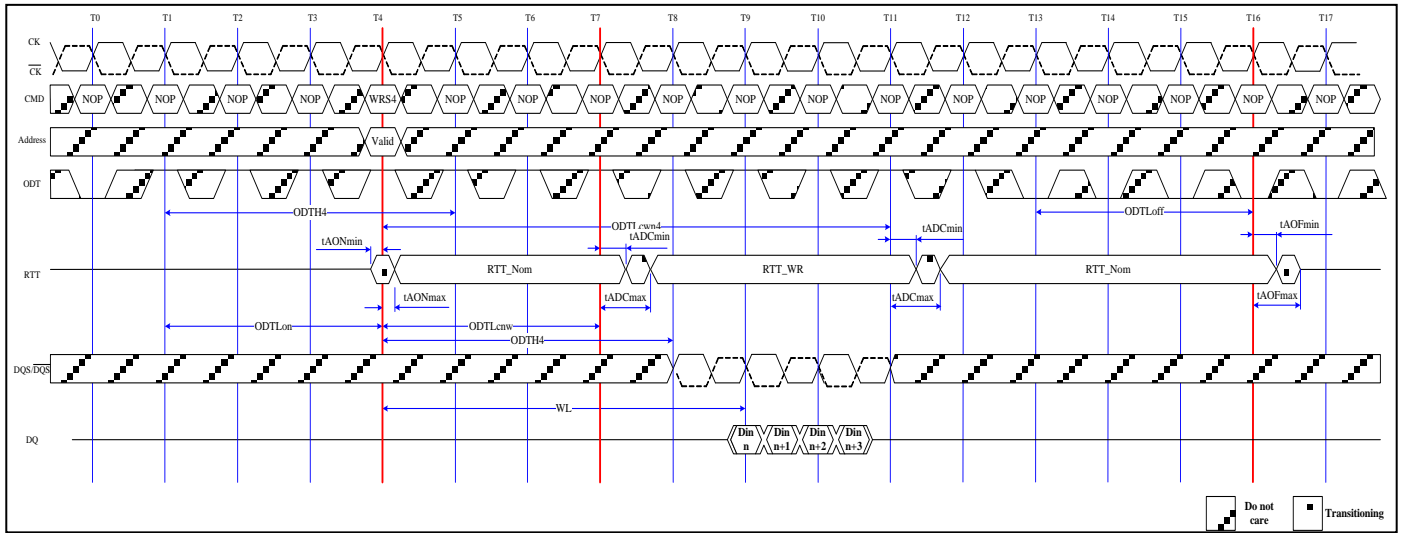 T0 T1 T2 T3 T4 T5 T6 T7 T8 T9 T10 T11 T12 T13 T14 T15 T16 T17
CK
CK
CMD NOP NOP NOP NOP WRS4 NOP NOP NOP NOP NOP NOP NOP NOP NOP NOP NOP NOP NOP
Address Valid
ODT
ODTH4 ODTLoff
ODTLcwn4
tAONmin tADCmin tADCmin tAOFmin
RTT RTT_Nom RTT_WR RTT_Nom
tAONmax tADCmax tADCmax tAOFmax
ODTLon ODTLcnw
ODTH4
DQS/DQS
WL
DQ Din n Din n+1 Din n+2 Din n+3
Do not care Transitioning